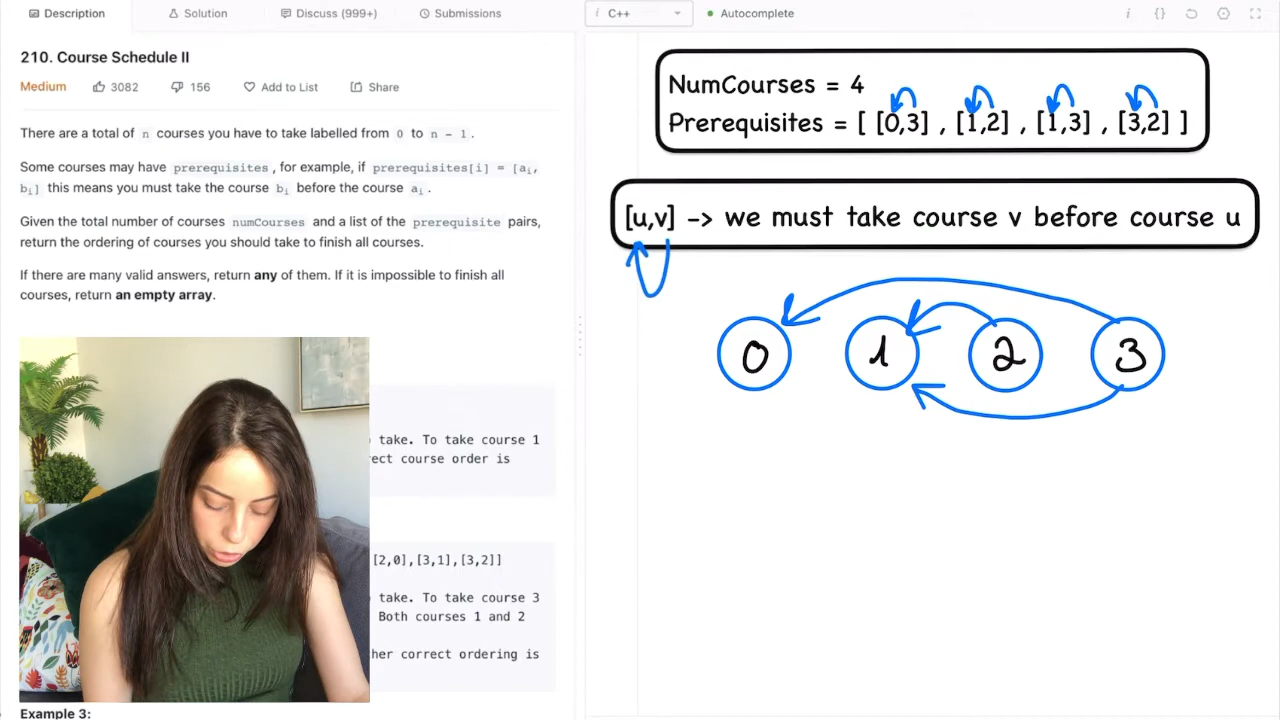 Description
Solution
Discuss (999+)
Submissions
i C++
Autocomplete
i {}
210. Course Schedule II
Medium 3082 156 Add to List Share
There are a total of n courses you have to take labelled from 0 to n - 1.
Some courses may have prerequisites, for example, if prerequisites[i] = [ai,
bi] this means you must take the course bi before the course ai.
Given the total number of courses numCourses and a list of the prerequisite pairs,
return the ordering of courses you should take to finish all courses.
If there are many valid answers, return any of them. If it is impossible to finish all
courses, return an empty array.
take. To take course 1
rect course order is
[2,0],[3,1],[3,2]]
take. To take course 3
Both courses 1 and 2
her correct ordering is
Example 3:
NumCourses = 4
Prerequisites = [ [0,3] , [1,2] , [1,3] , [3,2] ]
[u,v] -> we must take course v before course u
0 1 2 3